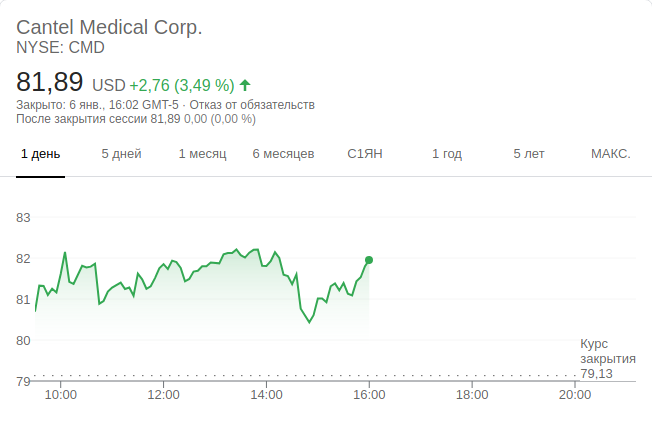 Cantel Medical Corp.
NYSE: CMD
81,89 USD +2,76 (3,49 %)
Закрыто: 6 янв., 16:02 GMT-5 · Отказ от обязательств
После закрытия сессии 81,89 0,00 (0,00 %)
1 день 5 дней 1 месяц 6 месяцев С1ЯН 1 год 5 лет МАКС.
83
82
81
80
Курс
закрытия
79,13
79
10:00 12:00 14:00 16:00 18:00 20:00